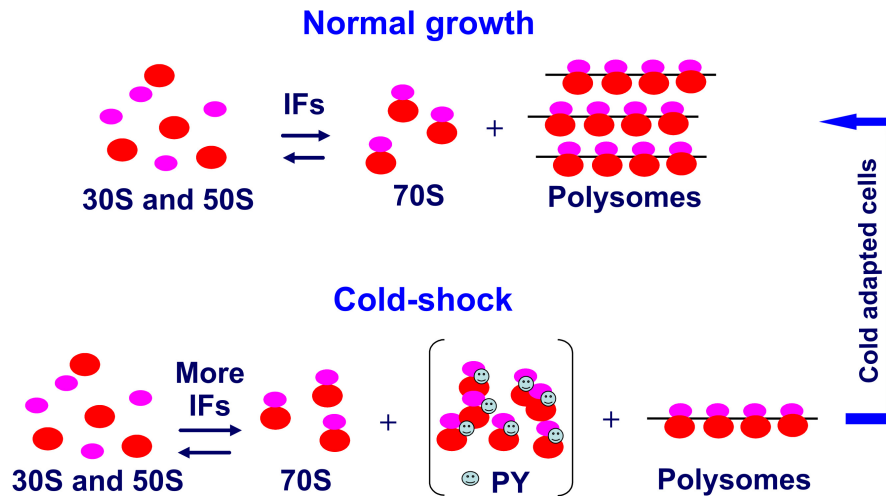 Normal growth
IFs
+
30S and 50S
70S
Polysomes
Cold adapted cells
Cold-shock
More
IFs
+
+
30S and 50S
70S
PY
Polysomes